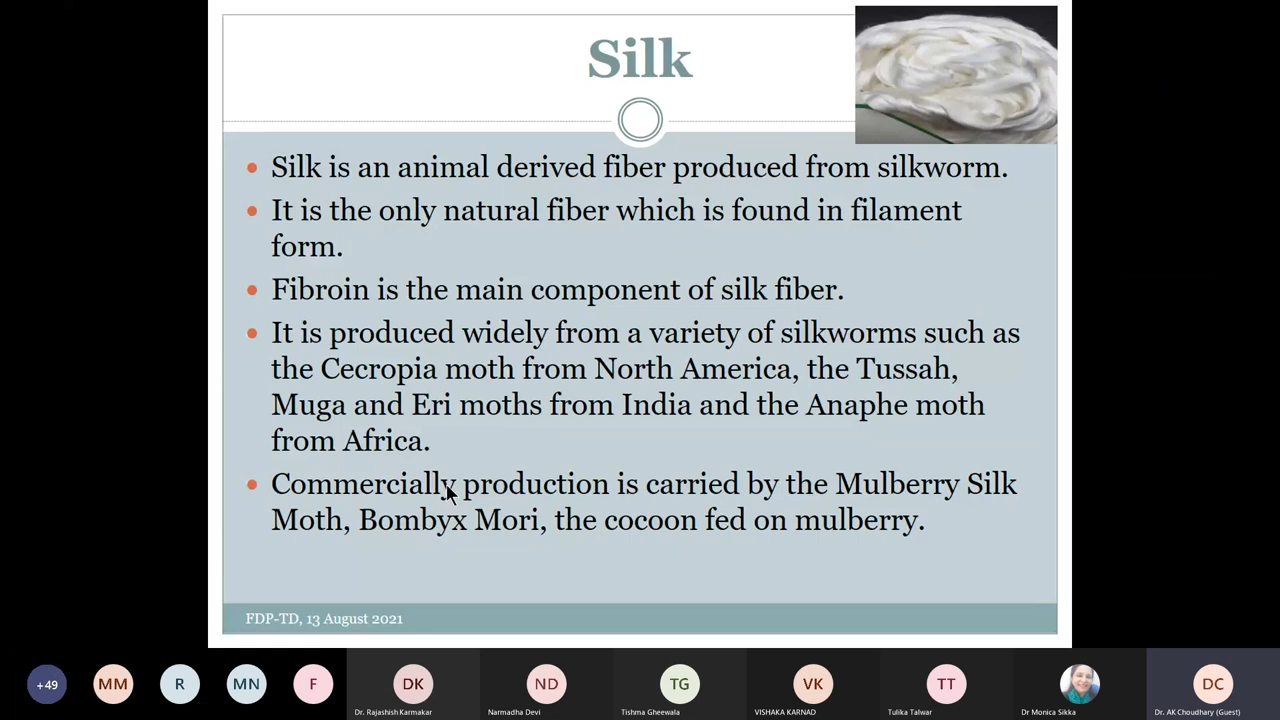 Silk
Silk is an animal derived fiber produced from silkworm.
It is the only natural fiber which is found in filament
form.
Fibroin is the main component of silk fiber.
It is produced widely from a variety of silkworms such as
the Cecropia moth from North America, the Tussah,
Muga and Eri moths from India and the Anaphe moth
from Africa.
Commercially production is carried by the Mulberry Silk
Moth, Bombyx Mori, the cocoon fed on mulberry.
FDP-TD, 13 August 2021
+49
MM
R
MN
F
DK
ND
TG
VK
TT
DC
Dr. Rajashish Karmakar
Narmadha Devi
Tishma Gheewala
VISHAKA KARNAD
Tulika Talwar
Dr Monica Sikka
Dr. AK Choudhary (Guest)